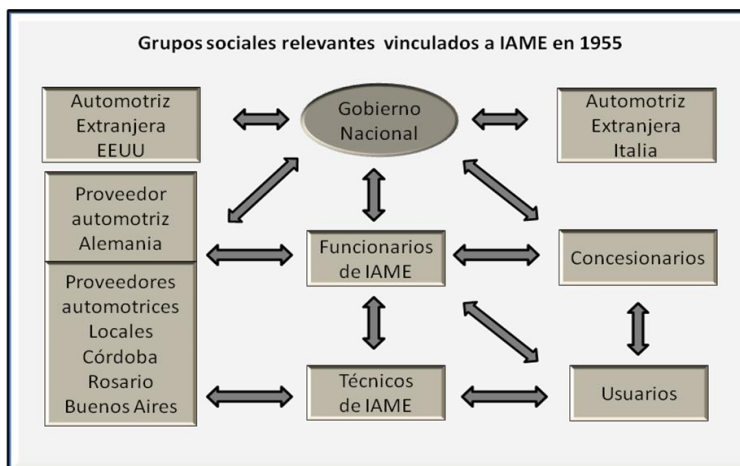 Grupos sociales relevantes vinculados a IAME en 1955
Automotriz
Extranjera
EEUU
Gobierno
Nacional
Automotriz
Extranjera
Italia
Proveedor
automotriz
Alemania
Funcionarios
de IAME
Concesionarios
Proveedores
automotrices
Locales
Córdoba
Rosario
Buenos Aires
Técnicos
de IAME
Usuarios